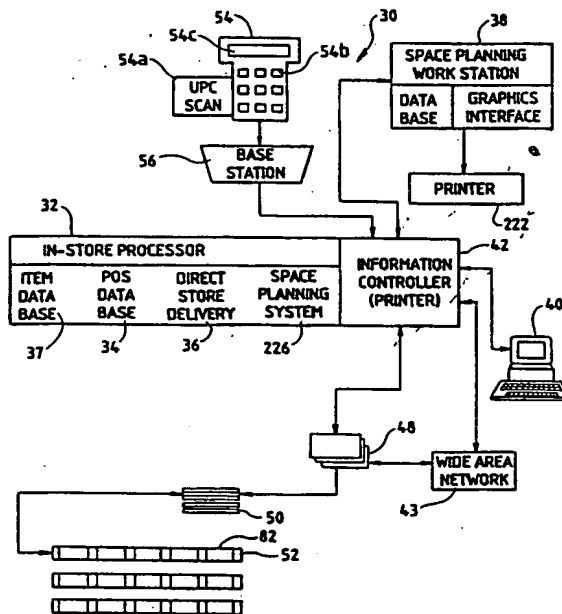 54
30
38
54c
54b
54a
UPC
SCAN
SPACE PLANNING
WORK STATION
DATA
BASE
GRAPHICS
INTERFACE
56
BASE
STATION
PRINTER
222
32
42
IN-STORE PROCESSOR
ITEM
DATA
BASE
POS
DATA
BASE
DIRECT
STORE
DELIVERY
SPACE
PLANNING
SYSTEM
INFORMATION
CONTROLLER
(PRINTER)
37
34
36
226
40
48
WIDE AREA
NETWORK
43
50
82
52